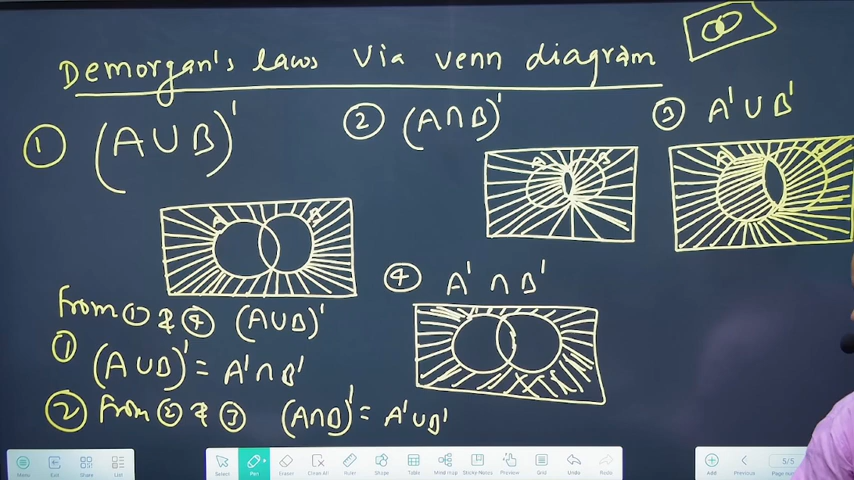 Demorgan's laws Via venn diagram
① (A∪B)'
② (A∩B)'
③ A'∪B'
A B
A B
A B
④ A'∩B'
from ① & ④ (A∪B)'
① (A∪B)' = A'∩B'
② from ② & ③ (A∩B)' = A'∪B'
Menu Exit Share List Select Pen Eraser Clean All Ruler Shape Table Mind map Sticky Notes Preview Grid Undo Redo Add Previous 5/5